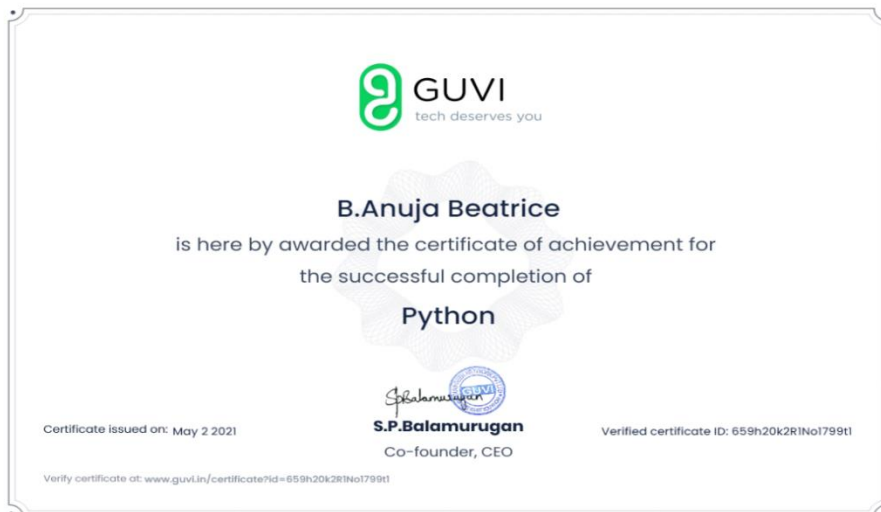 GUVI
tech deserves you
B.Anuja Beatrice
is here by awarded the certificate of achievement for
the successful completion of
Python
SpBalamurugan
GUVI
S.P.Balamurugan
Co-founder, CEO
Certificate issued on: May 2 2021
Verified certificate ID: 659h20k2R1No1799t1
Verify certificate at: www.guvi.in/certificate?id=659h20k2R1No1799t1